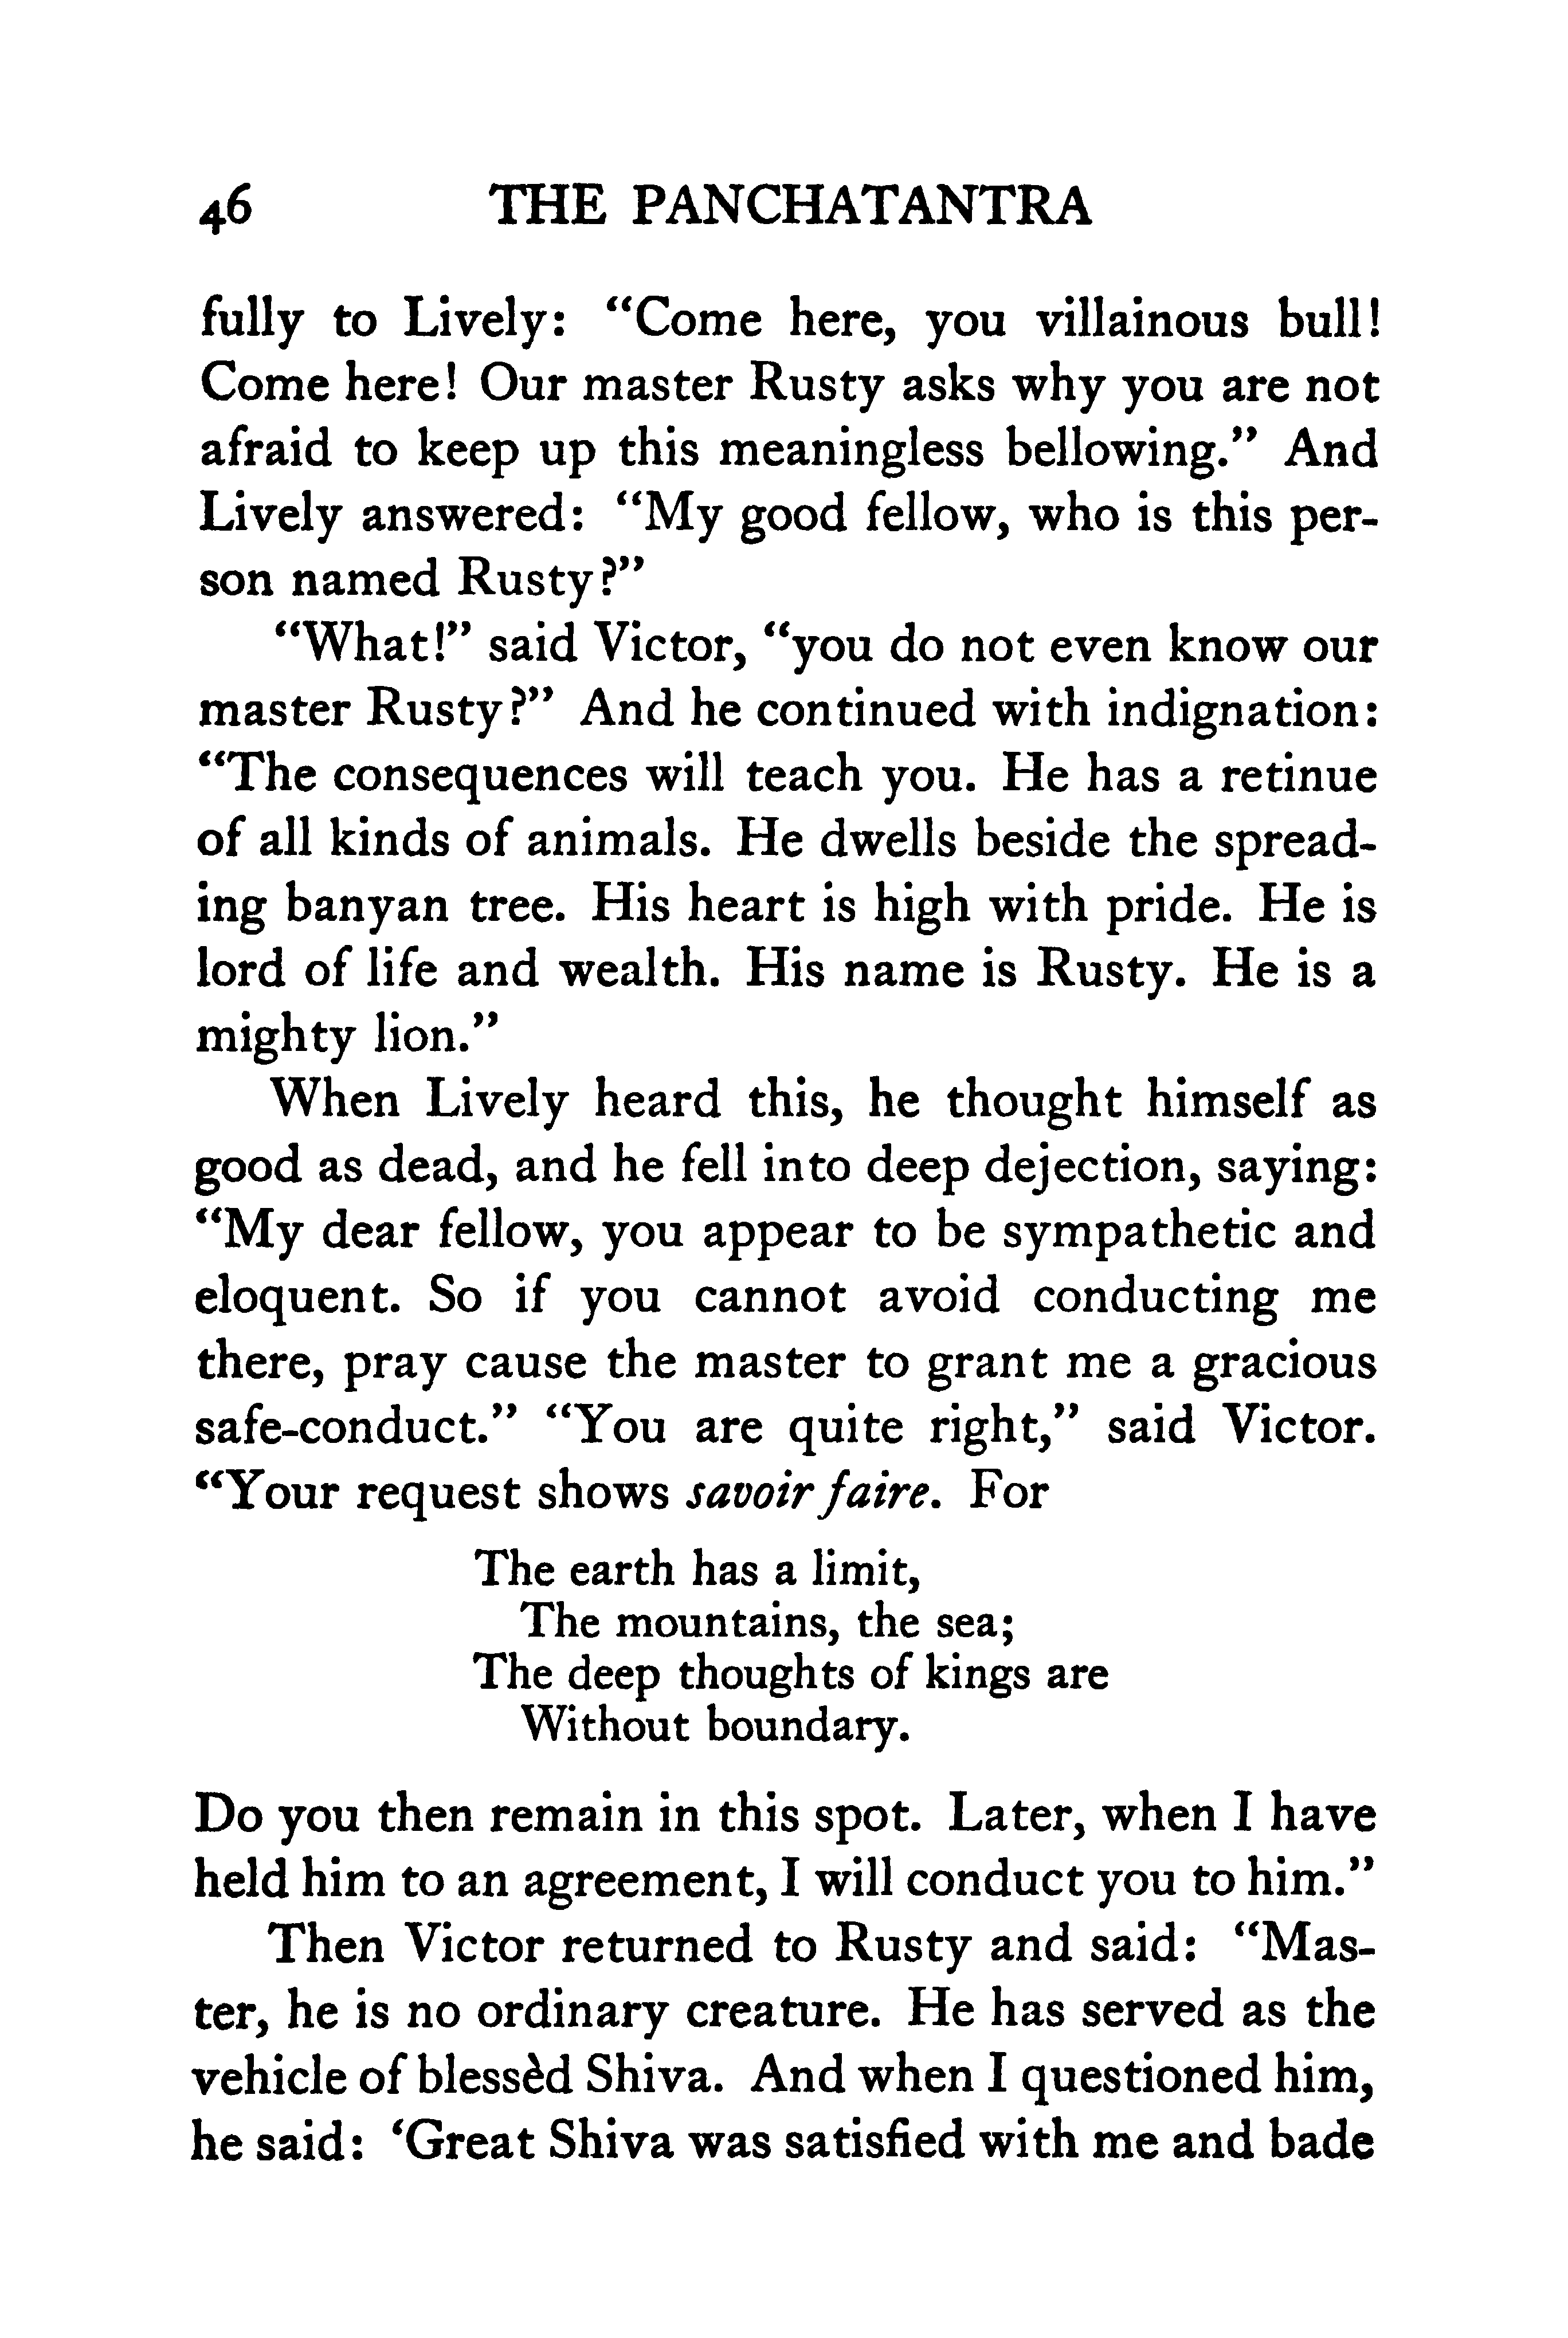 46 THE PANCHATANTRA
fully to Lively: “Come here, you villainous bull!
Come here! Our master Rusty asks why you are not
afraid to keep up this meaningless bellowing.” And
Lively answered: “My good fellow, who is this per-
son named Rusty?”
“What!” said Victor, “you do not even know our
master Rusty?” And he continued with indignation:
“The consequences will teach you. He has a retinue
of all kinds of animals. He dwells beside the spread-
ing banyan tree. His heart is high with pride. He is
lord of life and wealth. His name is Rusty. He is a
mighty lion.”
When Lively heard this, he thought himself as
good as dead, and he fell into deep dejection, saying:
“My dear fellow, you appear to be sympathetic and
eloquent. So if you cannot avoid conducting me
there, pray cause the master to grant me a gracious
safe-conduct.” “You are quite right,” said Victor.
“Your request shows savoir faire. For
The earth has a limit,
The mountains, the sea;
The deep thoughts of kings are
Without boundary.
Do you then remain in this spot. Later, when I have
held him to an agreement, I will conduct you to him.”
Then Victor returned to Rusty and said: “Mas-
ter, he is no ordinary creature. He has served as the
vehicle of blessèd Shiva. And when I questioned him,
he said: ‘Great Shiva was satisfied with me and bade